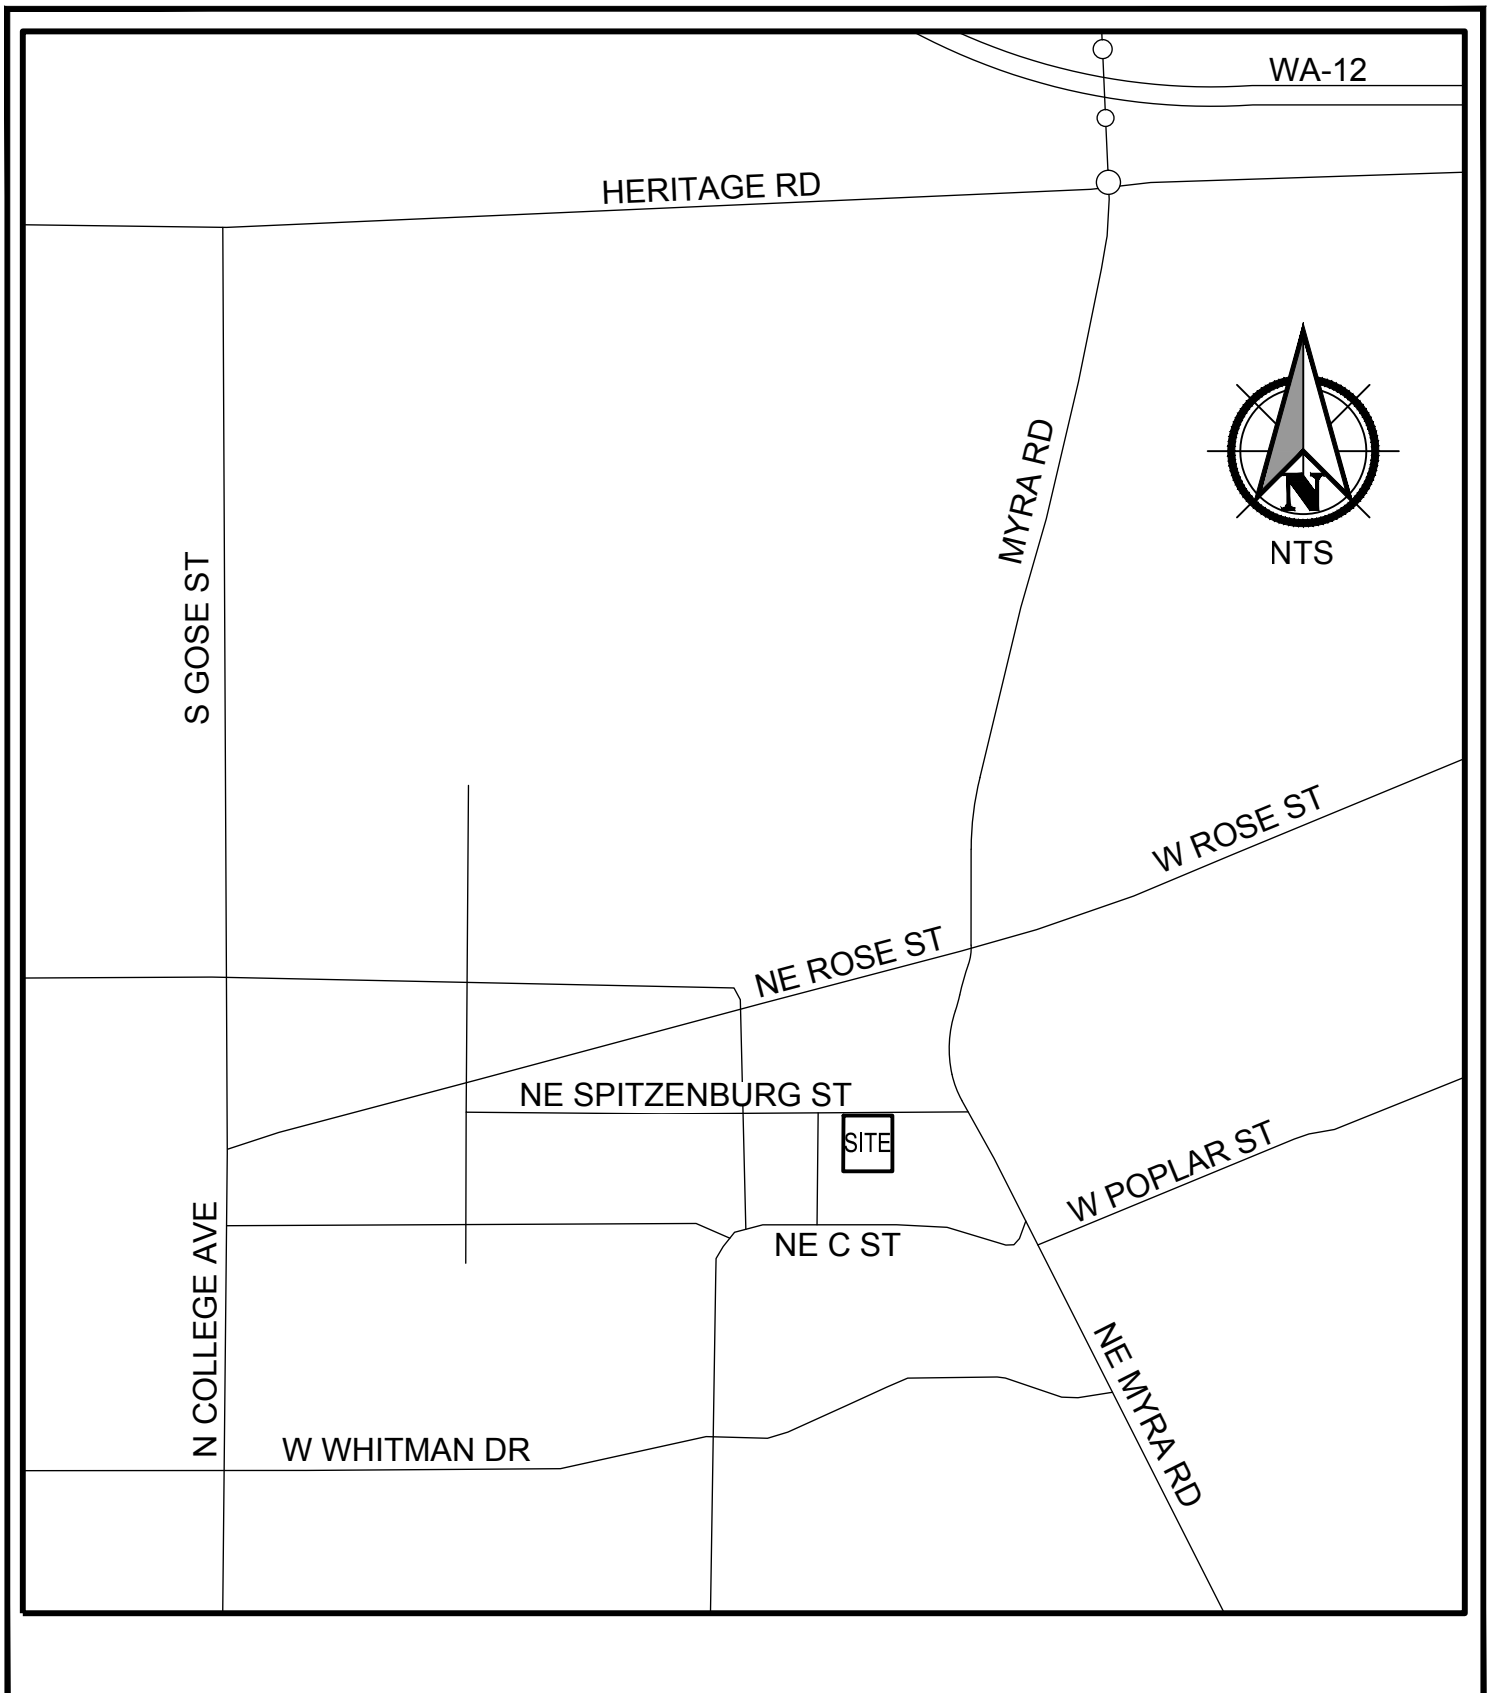 WA-12
HERITAGE RD
MYRA RD
N
NTS
S GOSE ST
W ROSE ST
NE ROSE ST
NE SPITZENBURG ST
SITE
W POPLAR ST
NE C ST
N COLLEGE AVE
NE MYRA RD
W WHITMAN DR